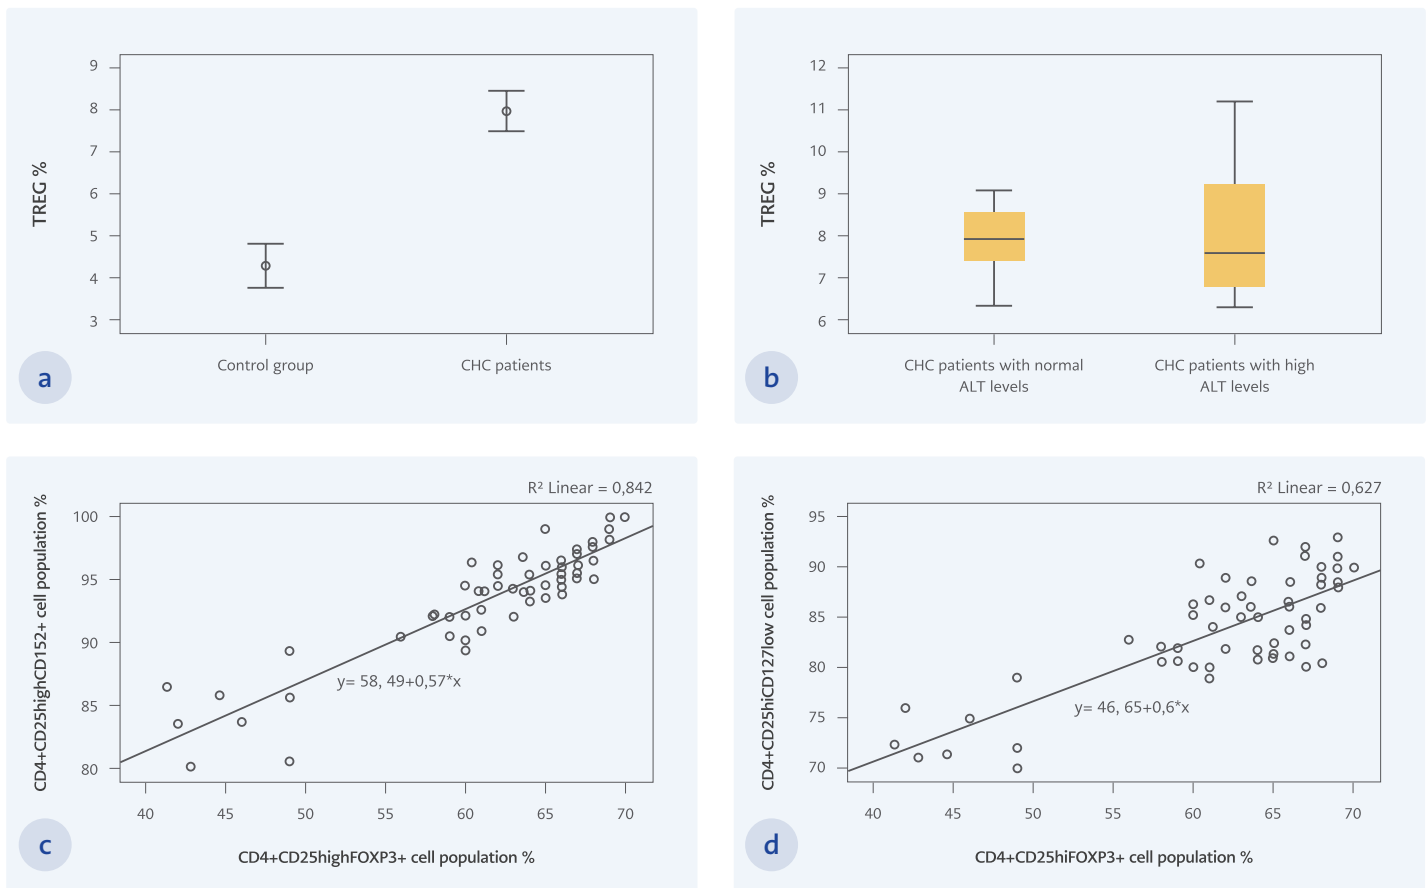 TREG %
9
8
7
6
5
4
3
Control group
CHC patients
a
TREG %
12
11
10
9
8
7
6
CHC patients with normal
ALT levels
CHC patients with high
ALT levels
b
R² Linear = 0,842
CD4+CD25highCD152+ cell population %
100
95
90
85
80
y= 58, 49+0,57*x
40 45 50 55 60 65 70
CD4+CD25highFOXP3+ cell population %
c
R² Linear = 0,627
CD4+CD25hiCD127low cell population %
95
90
85
80
75
70
y= 46, 65+0,6*x
40 45 50 55 60 65 70
CD4+CD25hiFOXP3+ cell population %
d